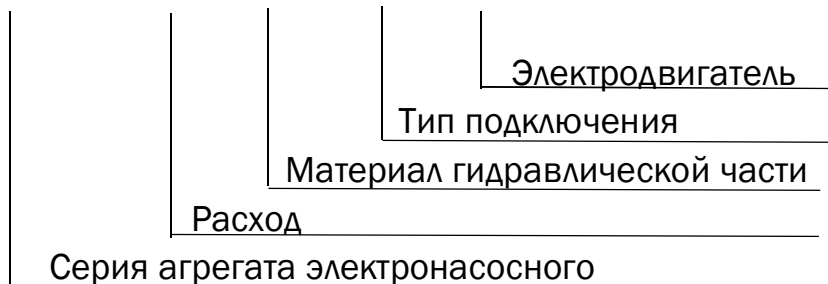 Электродвигатель
Тип подключения
Материал гидравлической части
Расход
Серия агрегата электронасосного